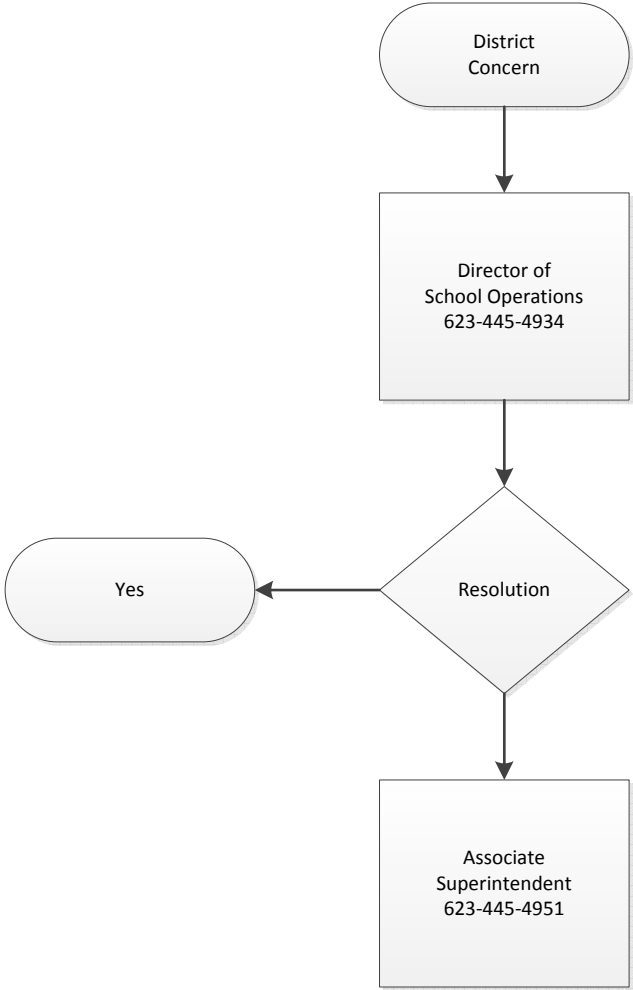 District
Concern
Director of
School Operations
623-445-4934
Yes
Resolution
Associate
Superintendent
623-445-4951